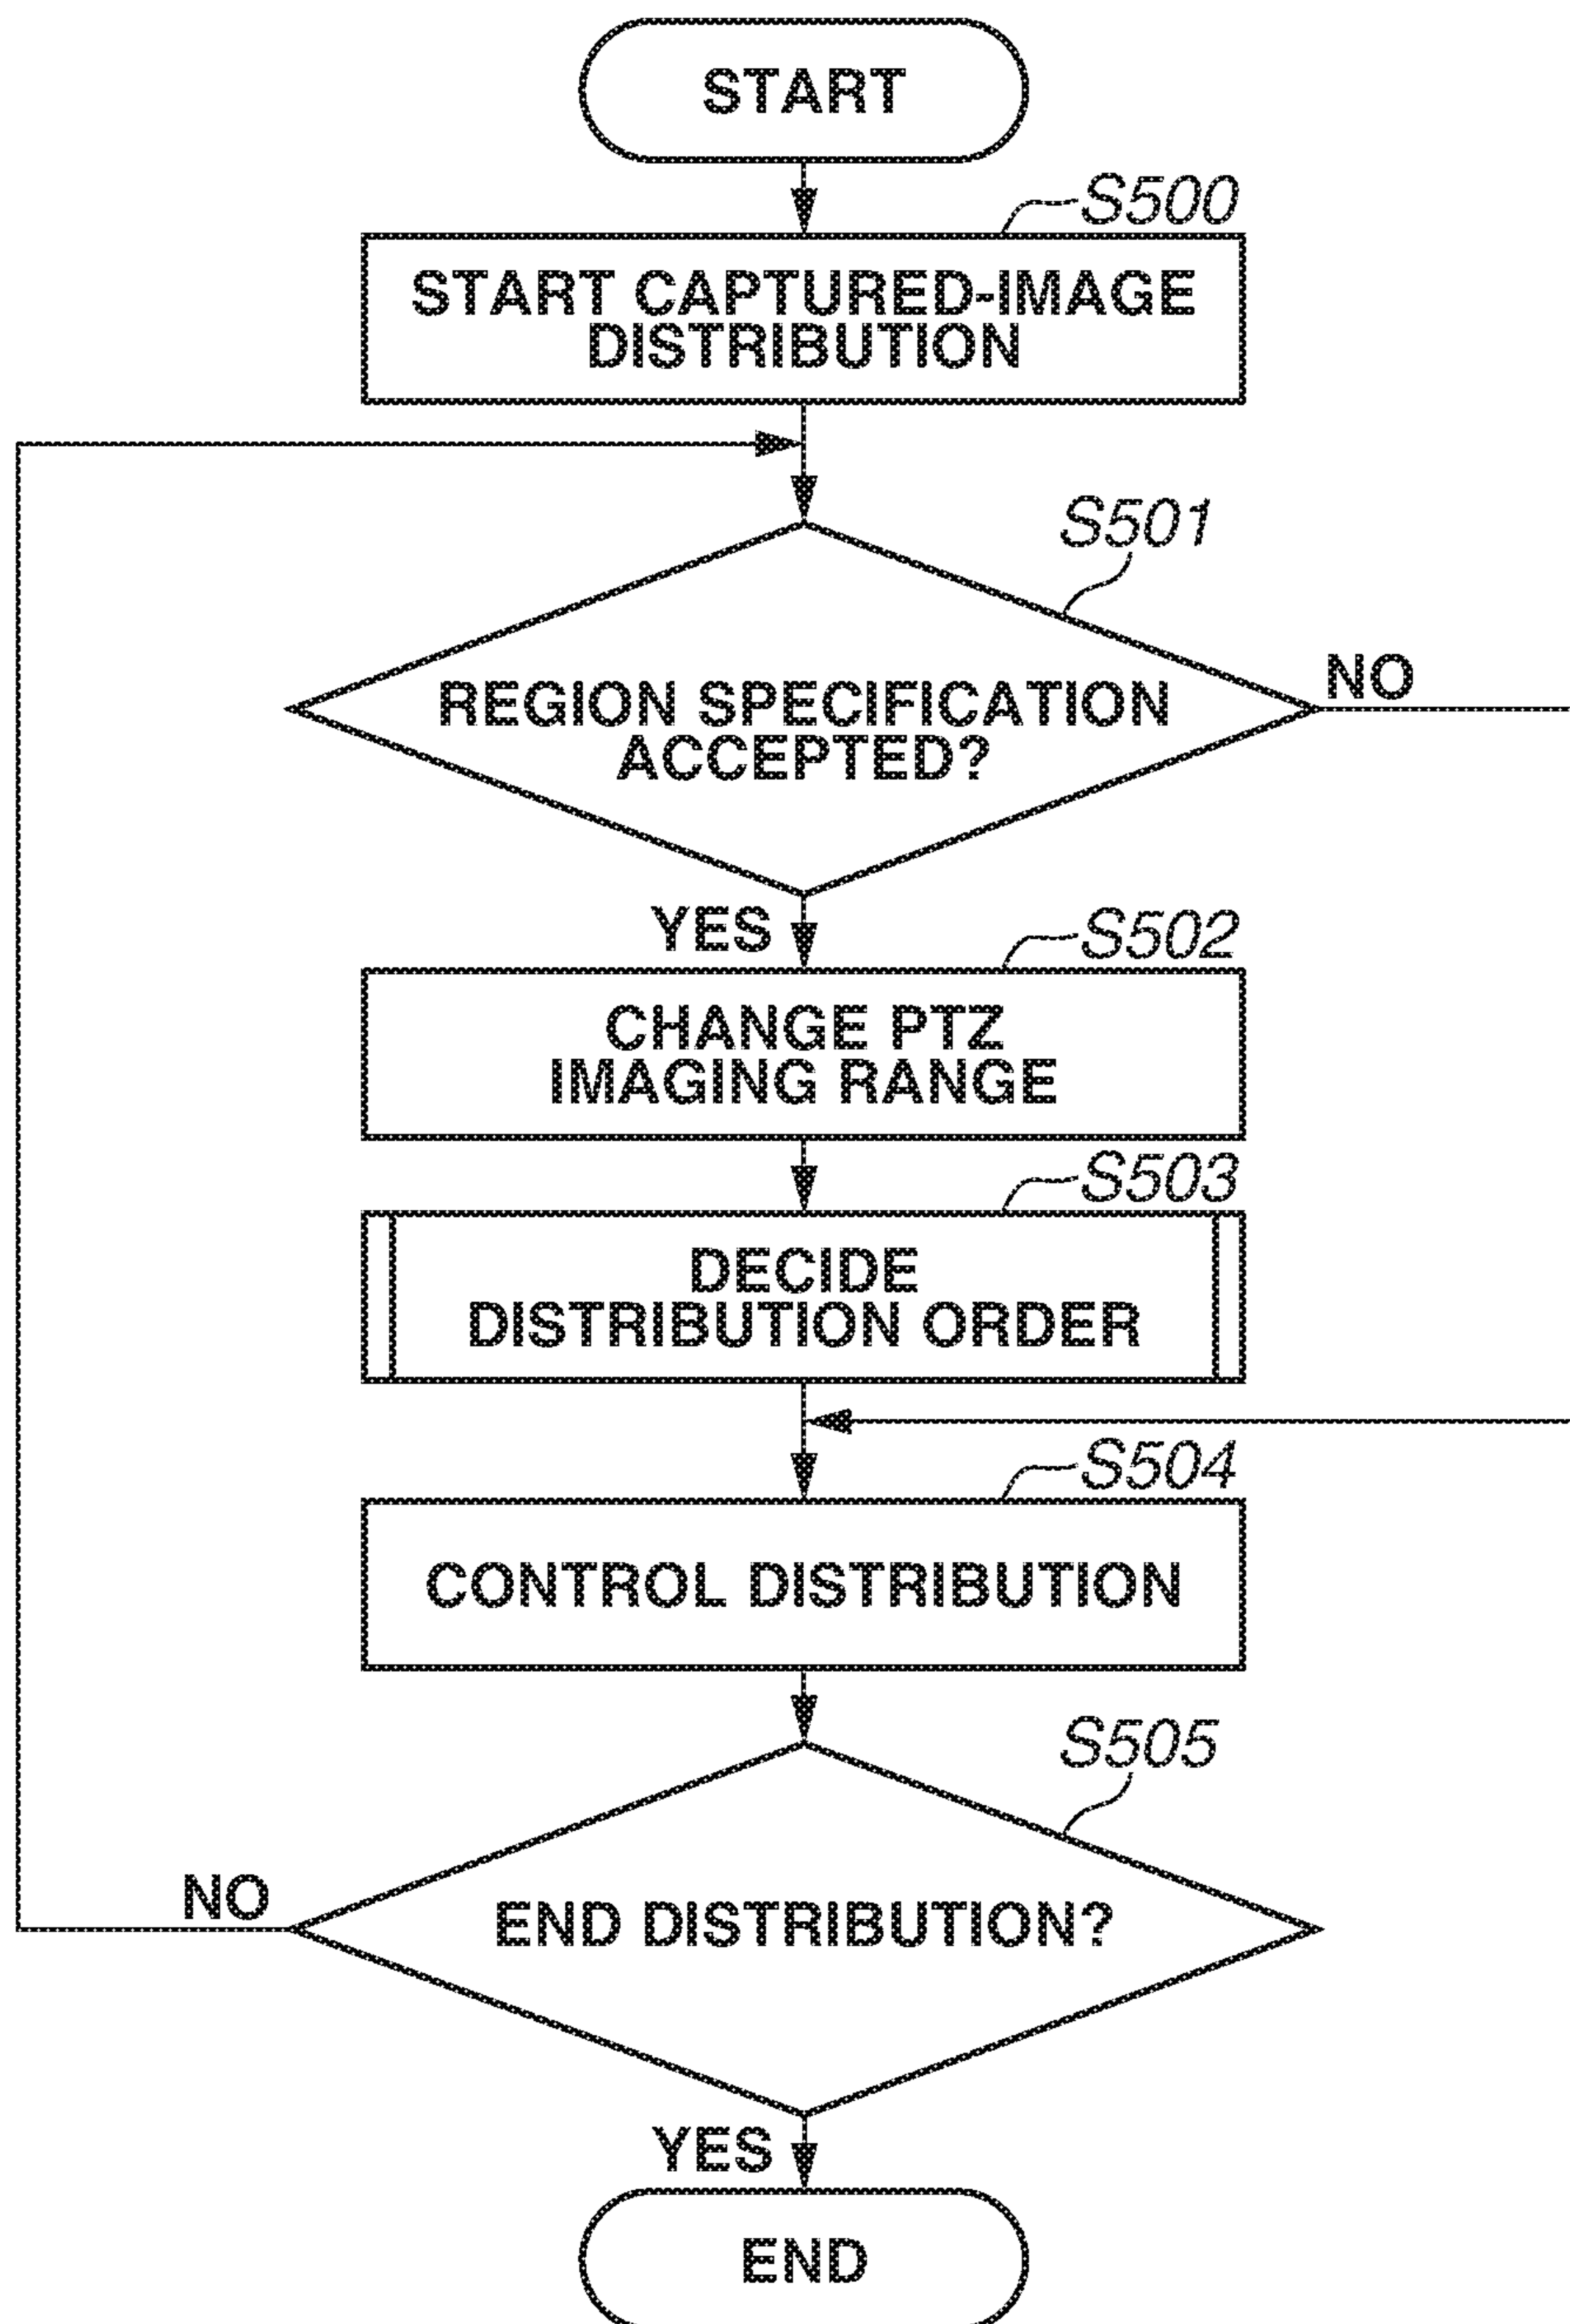 START
S500
START CAPTURED-IMAGE
DISTRIBUTION
S501
REGION SPECIFICATION
ACCEPTED?
NO
YES
S502
CHANGE PTZ
IMAGING RANGE
S503
DECIDE
DISTRIBUTION ORDER
S504
CONTROL DISTRIBUTION
S505
NO
END DISTRIBUTION?
YES
END